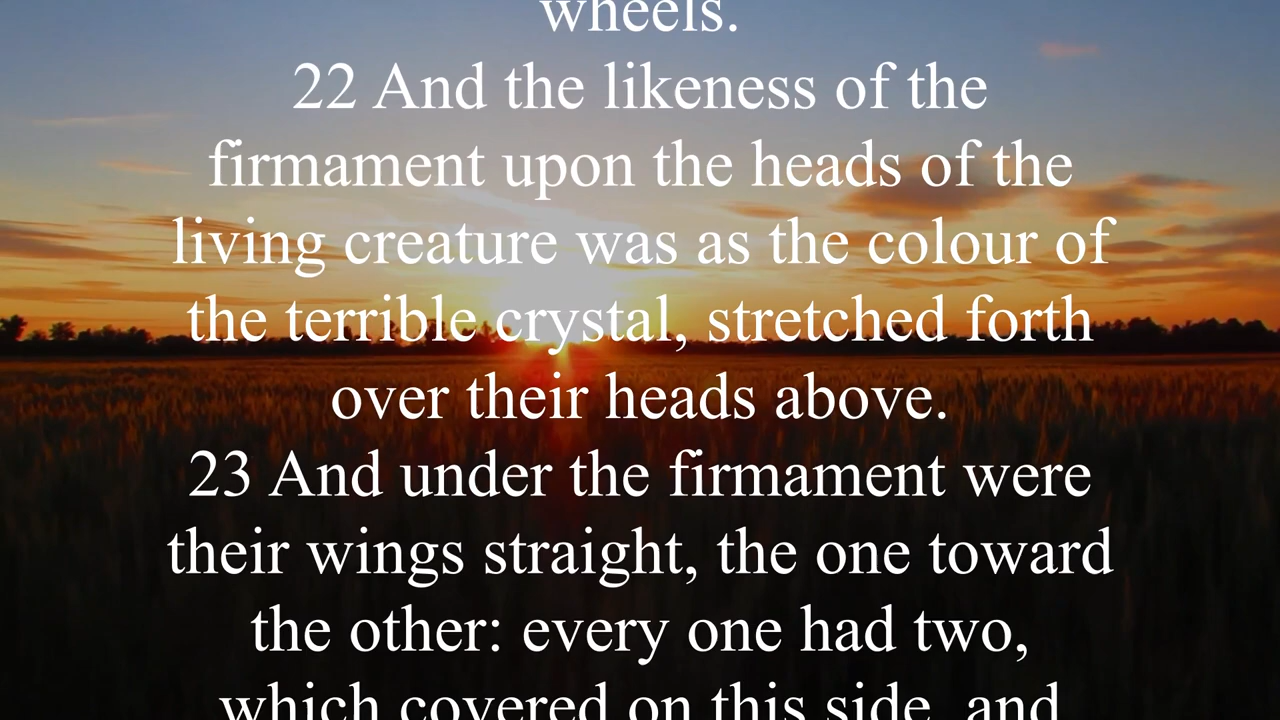 wheels.
22 And the likeness of the
firmament upon the heads of the
living creature was as the colour of
the terrible crystal, stretched forth
over their heads above.
23 And under the firmament were
their wings straight, the one toward
the other: every one had two,
which covered on this side, and